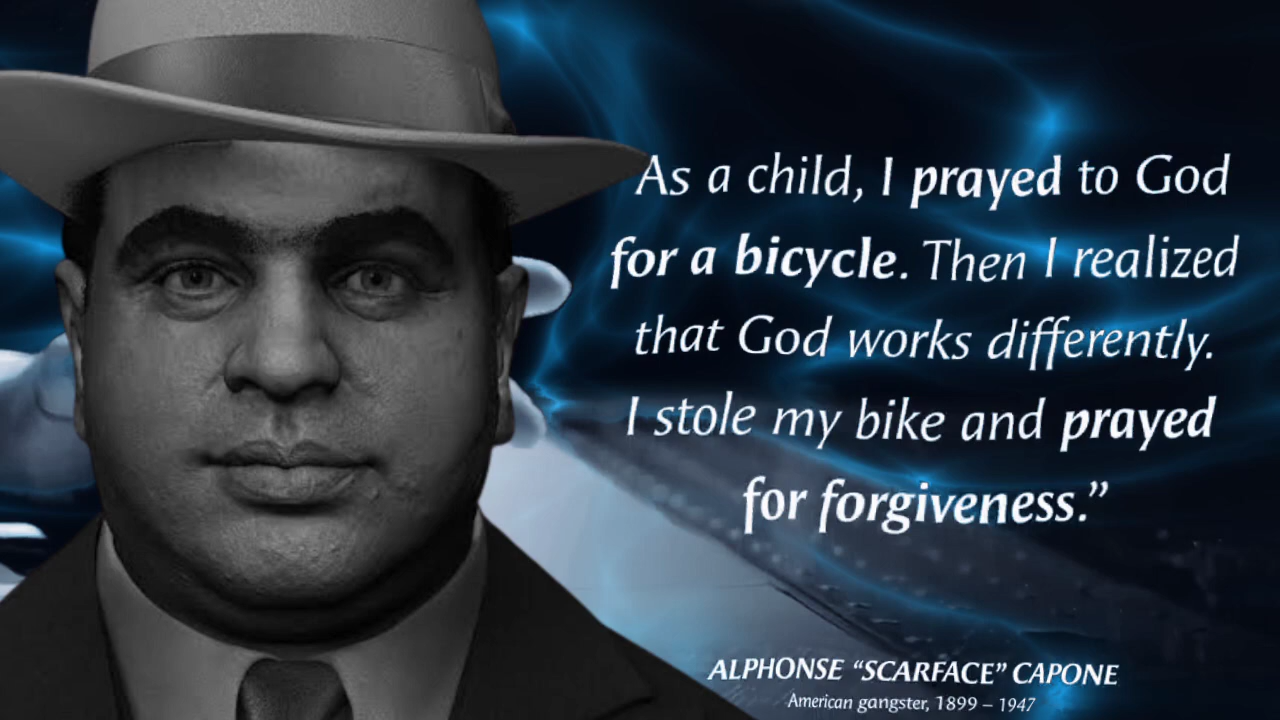 As a child, I prayed to God
for a bicycle. Then I realized
that God works differently.
I stole my bike and prayed
for forgiveness.”
ALPHONSE “SCARFACE” CAPONE
American gangster, 1899 – 1947